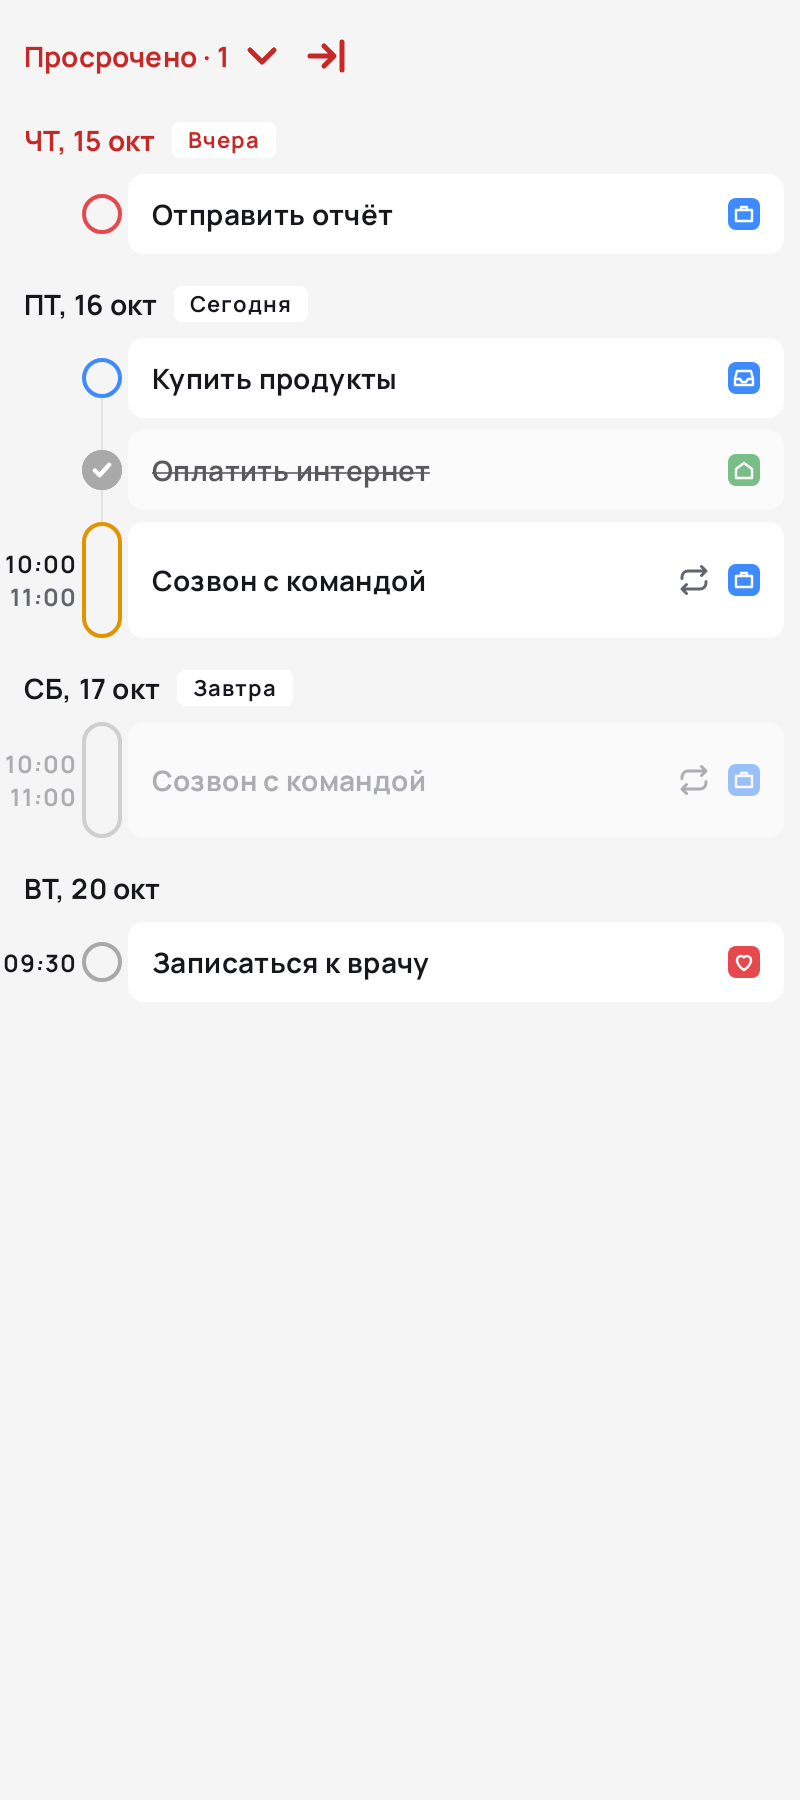 Просрочено · 1
ЧТ, 15 окт Вчера
Отправить отчёт
ПТ, 16 окт Сегодня
Купить продукты
Оплатить интернет
10:00
11:00
Созвон с командой
СБ, 17 окт Завтра
10:00
11:00
Созвон с командой
ВТ, 20 окт
09:30 Записаться к врачу